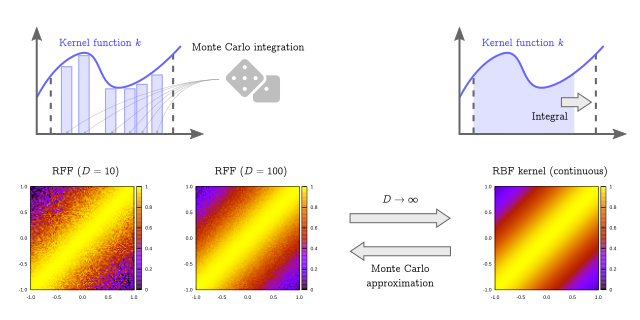 Kernel function k
Monte Carlo integration
Kernel function k
Integral
RFF (D = 10)
RFF (D = 100)
RBF kernel (continuous)
1.0
0.5
0.0
-0.5
-1.0
-1.0 -0.5 0.0 0.5 1.0
1
0.8
0.6
0.4
0.2
0
1.0
0.5
0.0
-0.5
-1.0
-1.0 -0.5 0.0 0.5 1.0
1
0.8
0.6
0.4
0.2
0
D → ∞
Monte Carlo
approximation
1.0
0.5
0.0
-0.5
-1.0
-1.0 -0.5 0.0 0.5 1.0
1
0.8
0.6
0.4
0.2
0